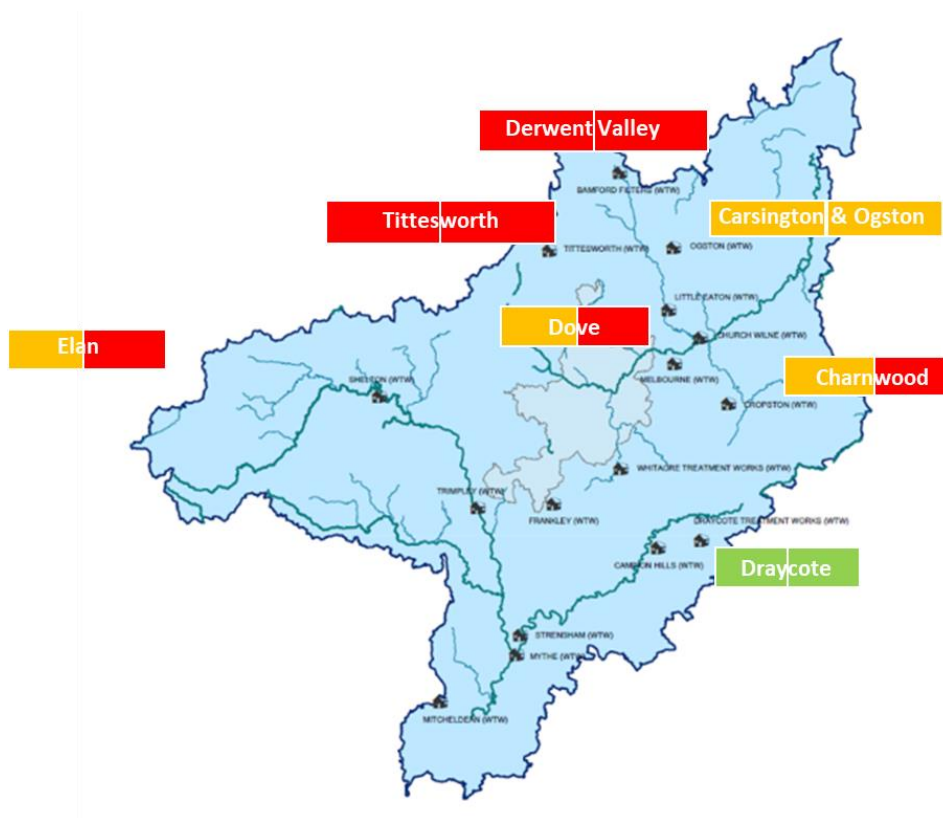 Derwent Valley
BAMFORD FILTERS (WTW)
Tittesworth
Carsington & Ogston
TITTESWORTH (WTW)
OGSTON (WTW)
LITTLE EATON (WTW)
Dove
CHURCH WILNE (WTW)
Elan
SHELTON (WTW)
MELBOURNE (WTW)
Charnwood
CROPSTON (WTW)
WHITACRE TREATMENT WORKS (WTW)
TRIMPLEY (WTW)
FRANKLEY (WTW)
DRAYCOTE TREATMENT WORKS (WTW)
CAMPION HILLS (WTW)
Draycote
STRENSHAM (WTW)
MYTHE (WTW)
MITCHELDEAN (WTW)